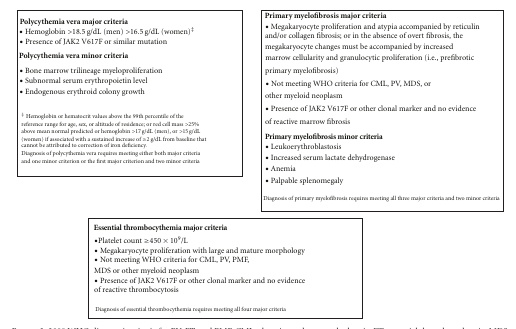 Polycythemia vera major criteria
• Hemoglobin >18.5 g/dL (men) >16.5 g/dL (women)‡
• Presence of JAK2 V617F or similar mutation
Polycythemia vera minor criteria
• Bone marrow trilineage myeloproliferation
• Subnormal serum erythropoietin level
• Endogenous erythroid colony growth
‡ Hemoglobin or hematocrit values above the 99th percentile of the
reference range for age, sex, or altitude of residence; or red cell mass >25%
above mean normal predicted or hemoglobin >17 g/dL (men), or >15 g/dL
(women) if associated with a sustained increase of ≥2 g/dL from baseline that
cannot be attributed to correction of iron deficiency.
Diagnosis of polycythemia vera requires meeting either both major criteria
and one minor criterion or the first major criterion and two minor criteria
Primary myelofibrosis major criteria
• Megakaryocyte proliferation and atypia accompanied by reticulin
and/or collagen fibrosis; or in the absence of overt fibrosis, the
megakaryocyte changes must be accompanied by increased
marrow cellularity and granulocytic proliferation (i.e., prefibrotic
primary myelofibrosis)
• Not meeting WHO criteria for CML, PV, MDS, or
other myeloid neoplasm
• Presence of JAK2 V617F or other clonal marker and no evidence
of reactive marrow fibrosis
Primary myelofibrosis minor criteria
• Leukoerythroblastosis
• Increased serum lactate dehydrogenase
• Anemia
• Palpable splenomegaly
Diagnosis of primary myelofibrosis requires meeting all three major criteria and two minor criteria
Essential thrombocythemia major criteria
•Platelet count ≥450 × 10⁹/L
• Megakaryocyte proliferation with large and mature morphology
• Not meeting WHO criteria for CML, PV, PMF,
MDS or other myeloid neoplasm
• Presence of JAK2 V617F or other clonal marker and no evidence
of reactive thrombocytosis
Diagnosis of essential thrombocythemia requires meeting all four major criteria